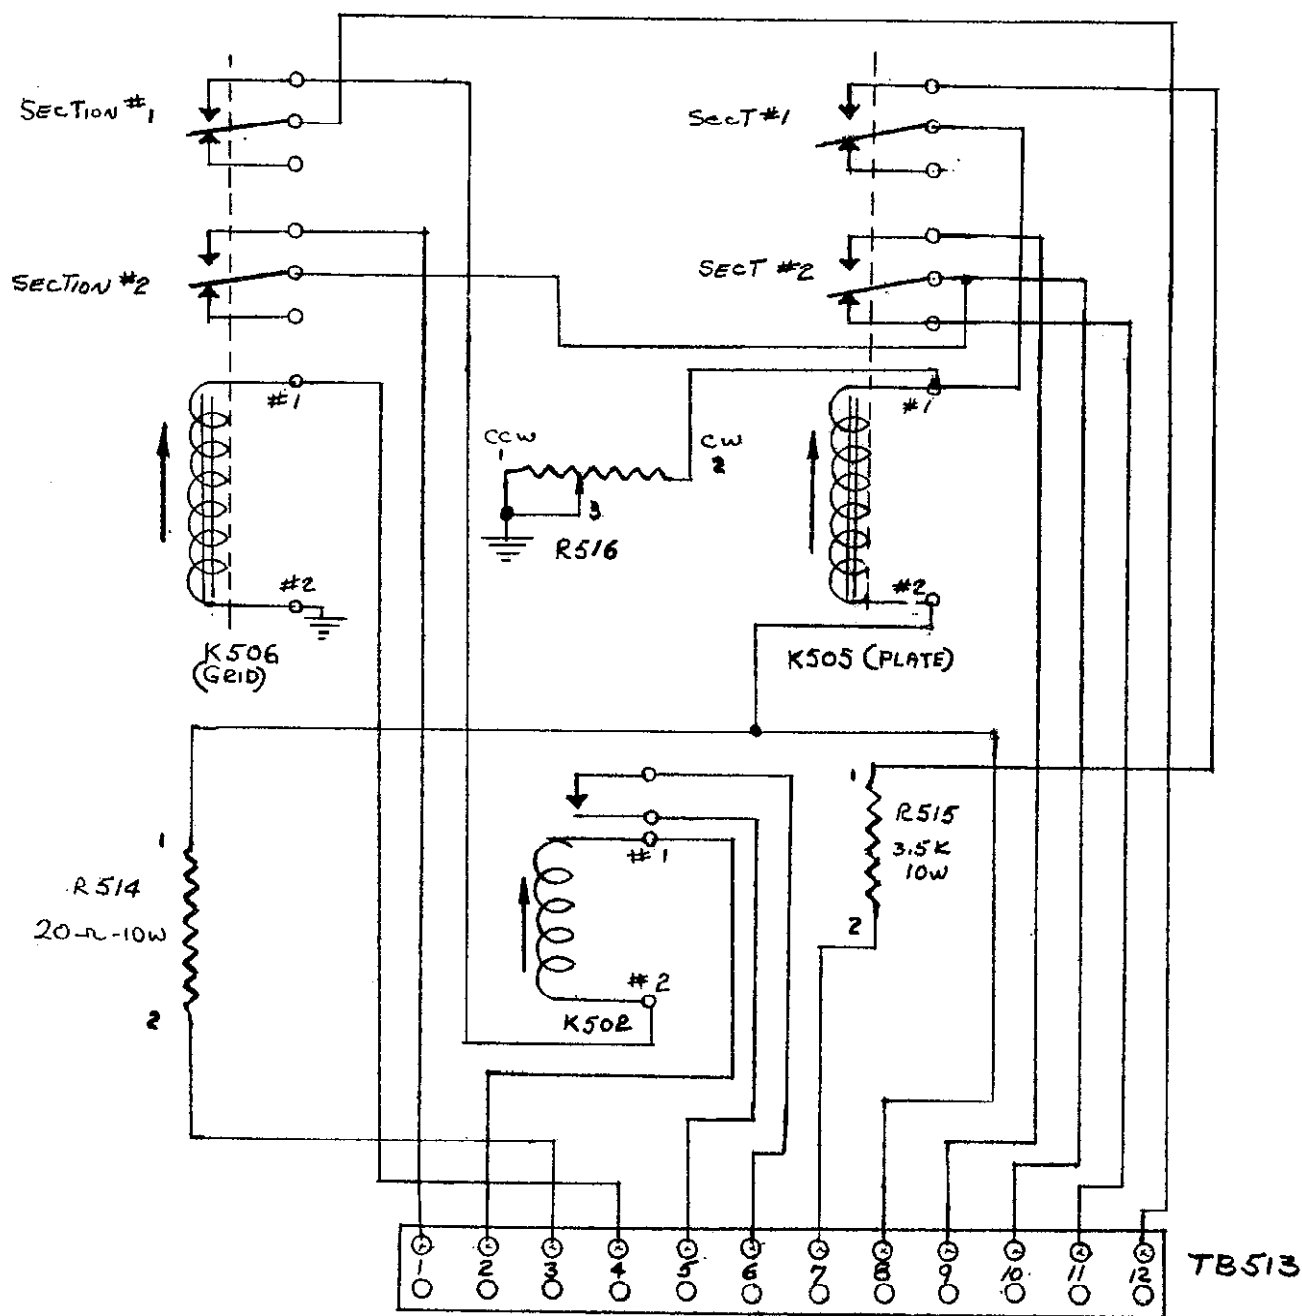 SECTION #1
SECT #1
SECTION #2
SECT #2
#1
#1
CCW
1
CW
2
3
R516
#2
#2
K506
(GRID)
K505 (PLATE)
1
R514
20Ω-10W
2
#1
#2
K502
1
R515
3.5K
10W
2
1 2 3 4 5 6 7 8 9 10 11 12
TB513